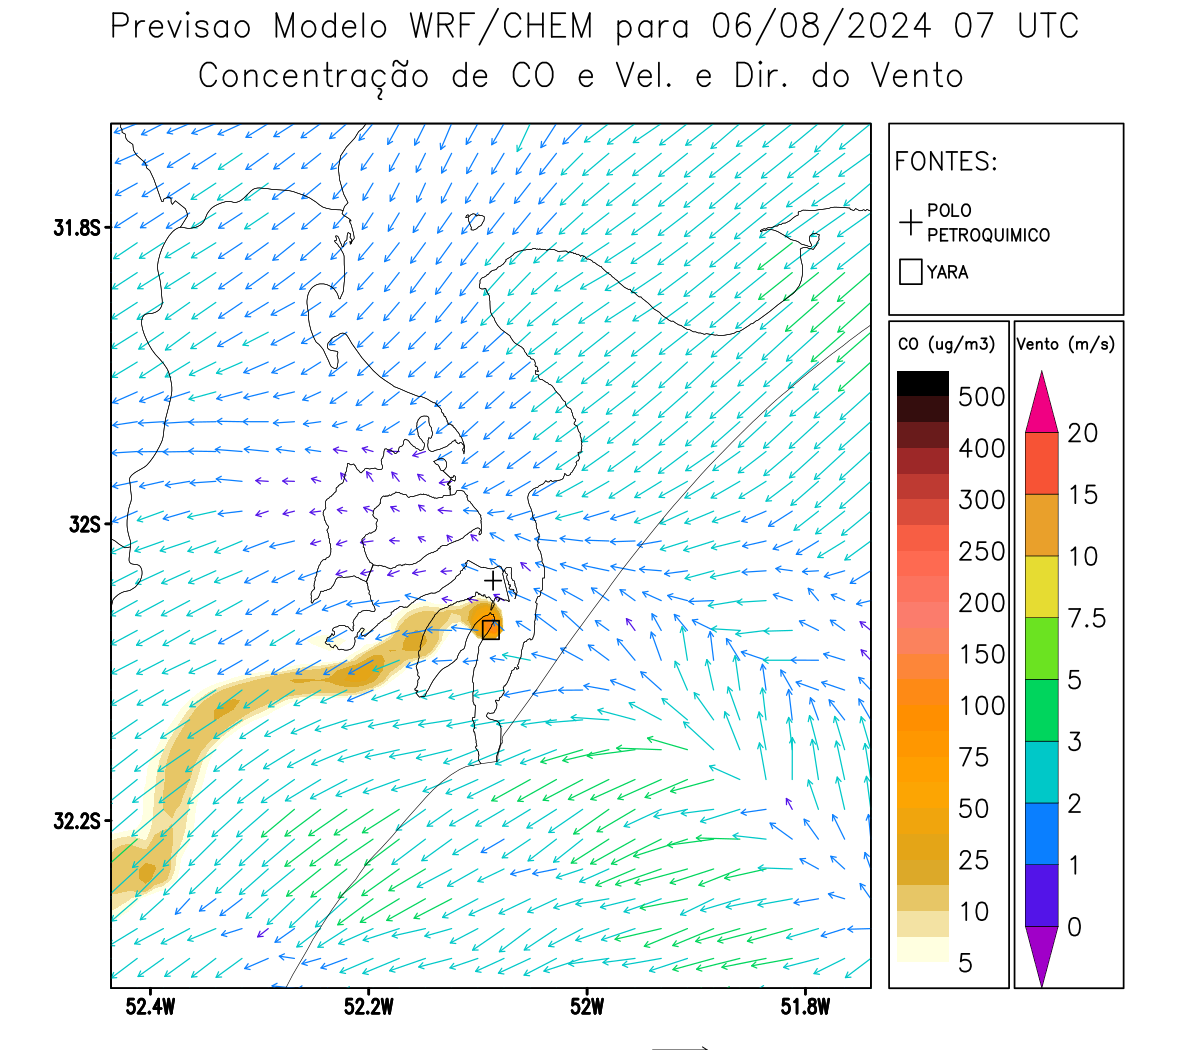 Previsao Modelo WRF/CHEM para 06/08/2024 07 UTC
Concentração de CO e Vel. e Dir. do Vento
FONTES:
POLO
PETROQUIMICO
YARA
31.8S
32S
32.2S
52.4W
52.2W
52W
51.8W
CO (ug/m3)
500
400
300
250
200
150
100
75
50
25
10
5
Vento (m/s)
20
15
10
7.5
5
3
2
1
0